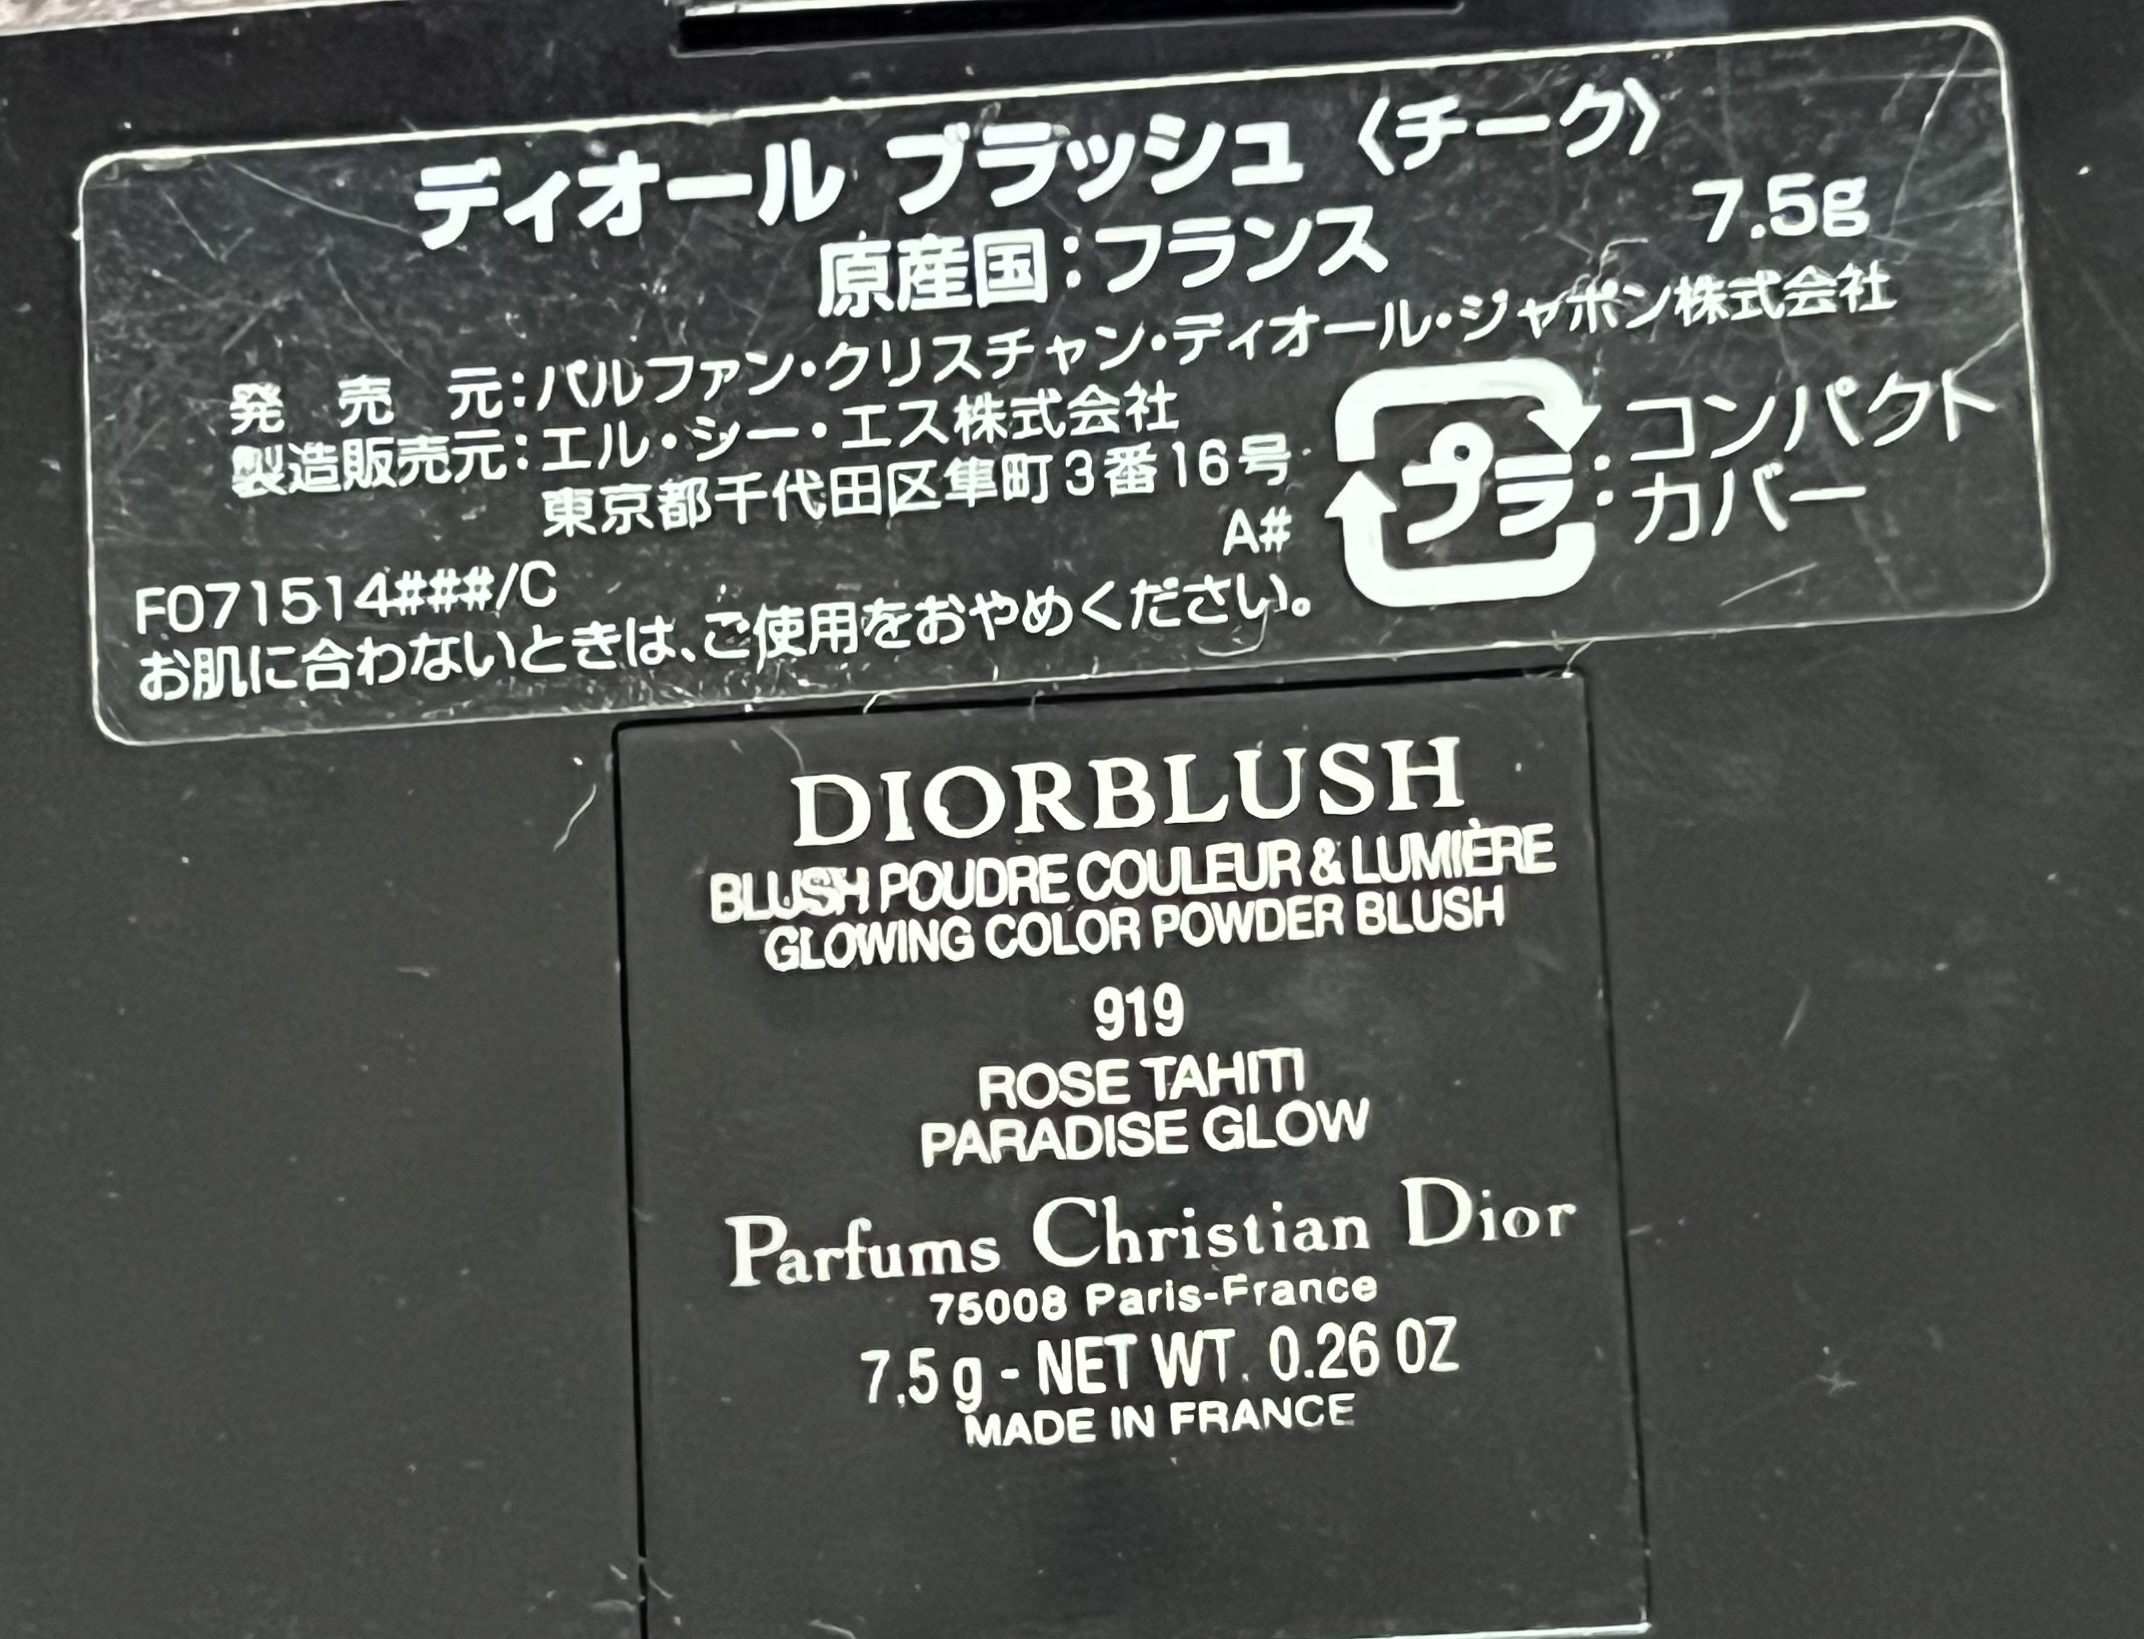 ディオール ブラッシュ〈チーク〉
7.5g
原産国:フランス
発売元:パルファン・クリスチャン・ディオール・ジャポン株式会社
製造販売元:エル・シー・エス株式会社
東京都千代田区隼町3番16号
A#
プラ
:コンパクト
:カバー
F071514###/C
お肌に合わないときは、ご使用をおやめください。
DIORBLUSH
BLUSH POUDRE COULEUR & LUMIÈRE
GLOWING COLOR POWDER BLUSH
919
ROSE TAHITI
PARADISE GLOW
Parfums Christian Dior
75008 Paris-France
7,5 g - NET WT. 0.26 OZ
MADE IN FRANCE